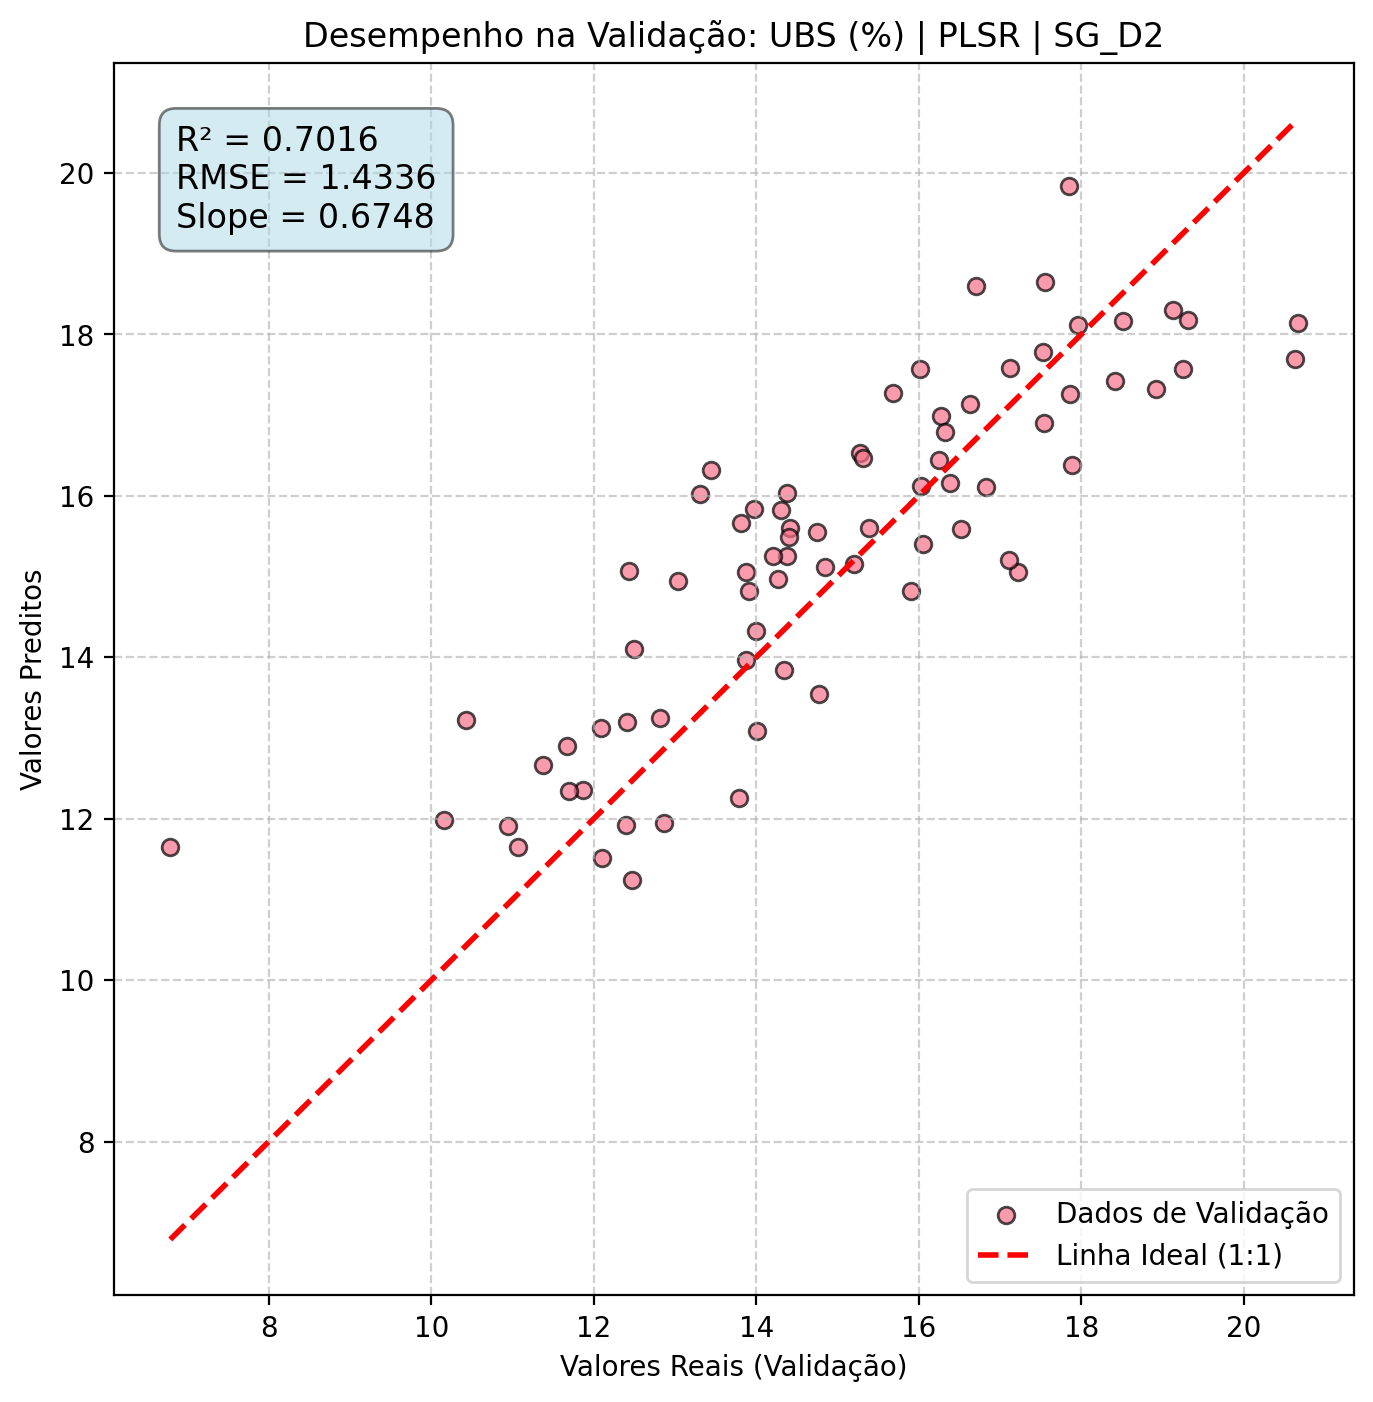 Desempenho na Validação: UBS (%) | PLSR | SG_D2
R² = 0.7016
RMSE = 1.4336
Slope = 0.6748
20
18
16
14
12
10
8
Valores Preditos
Dados de Validação
Linha Ideal (1:1)
8 10 12 14 16 18 20
Valores Reais (Validação)